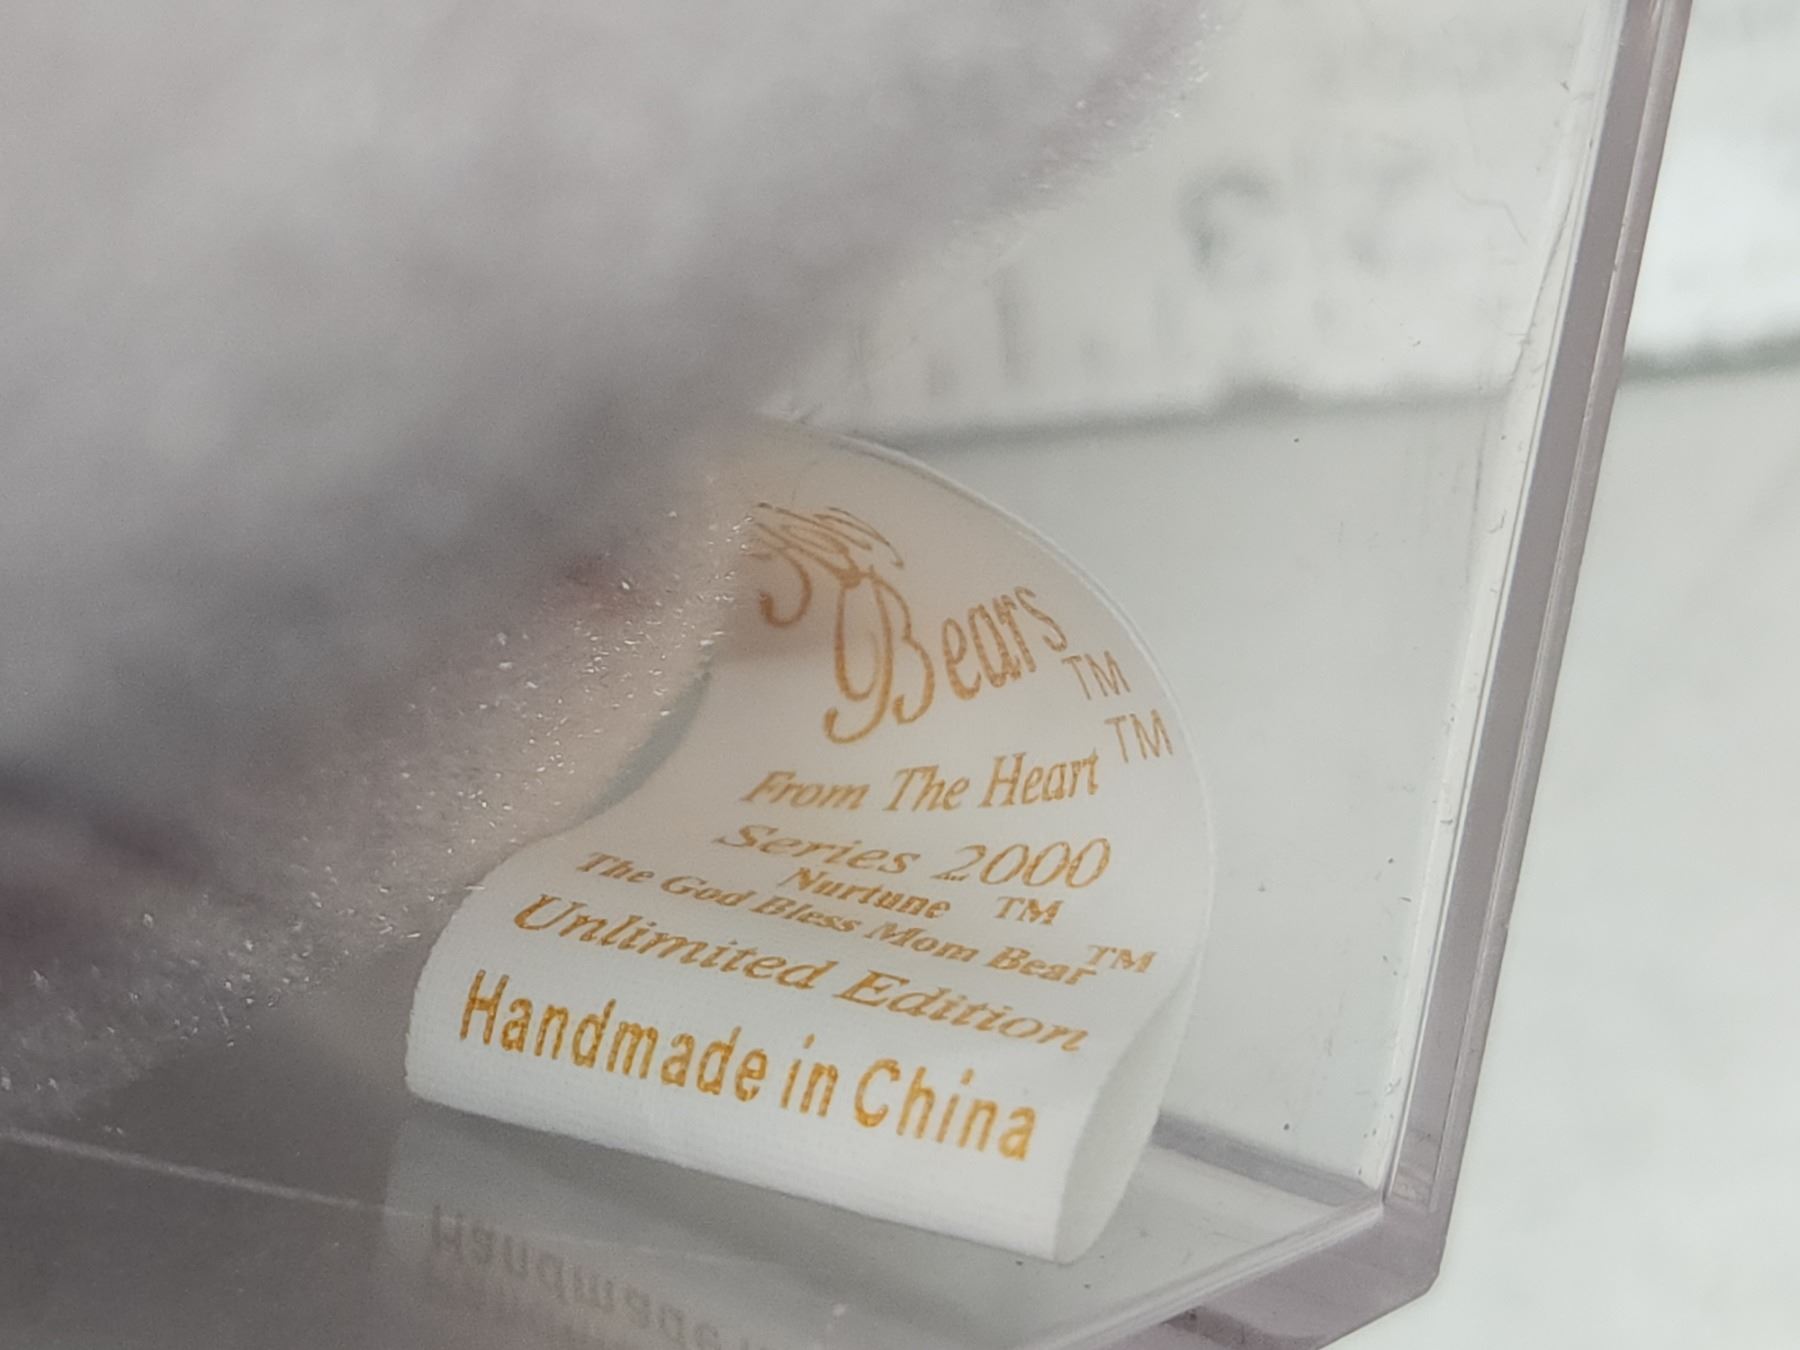 Bears TM
From The Heart TM
Series 2000
Nurtune TM
The God Bless Mom Bear TM
Unlimited Edition
Handmade in China
Handmade